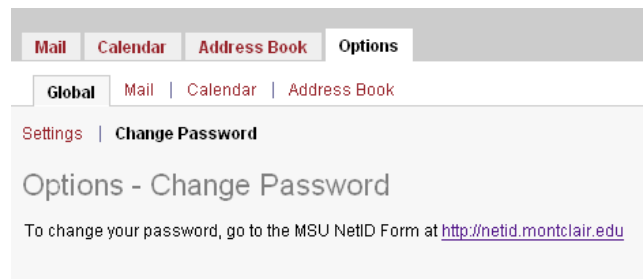 Mail Calendar Address Book Options
Global Mail | Calendar | Address Book
Settings | Change Password
Options - Change Password
To change your password, go to the MSU NetID Form at http://netid.montclair.edu